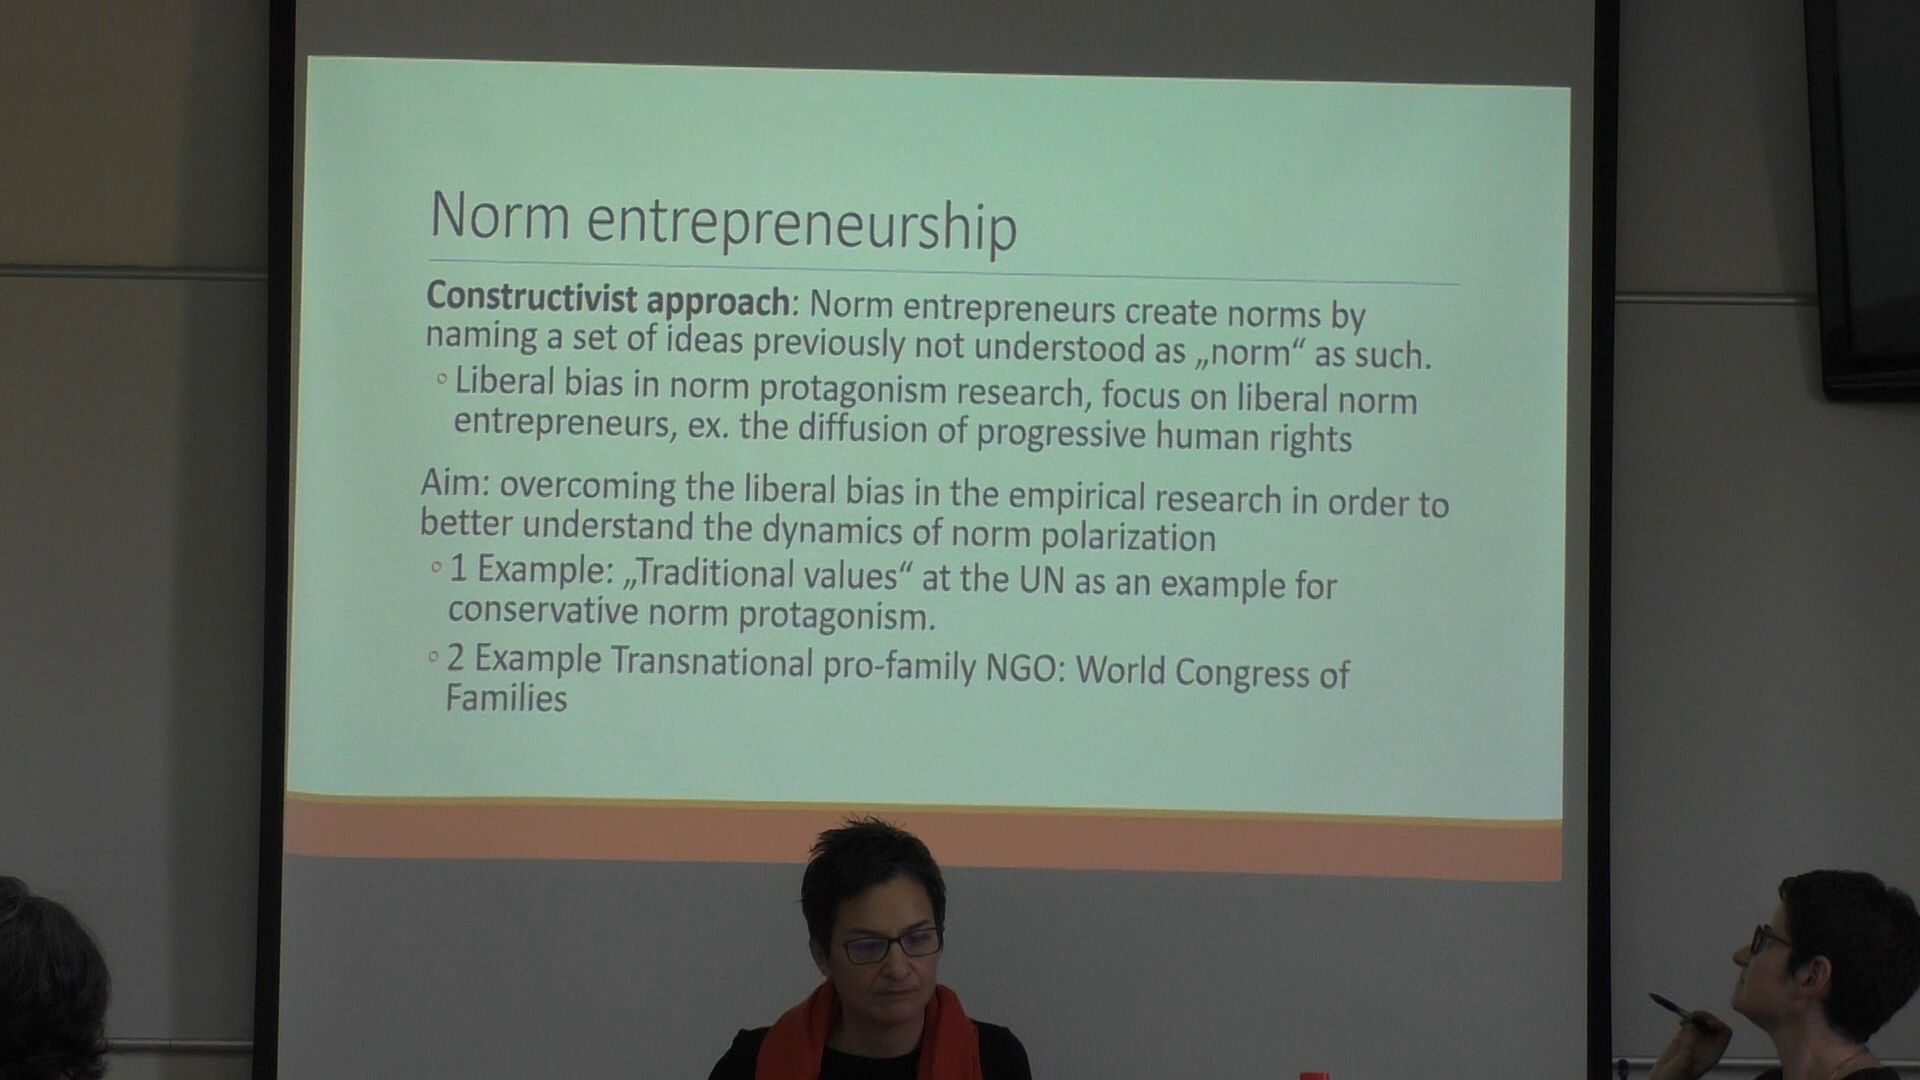 Norm entrepreneurship
Constructivist approach: Norm entrepreneurs create norms by
naming a set of ideas previously not understood as „norm“ as such.
◦ Liberal bias in norm protagonism research, focus on liberal norm
entrepreneurs, ex. the diffusion of progressive human rights
Aim: overcoming the liberal bias in the empirical research in order to
better understand the dynamics of norm polarization
◦ 1 Example: „Traditional values“ at the UN as an example for
conservative norm protagonism.
◦ 2 Example Transnational pro-family NGO: World Congress of
Families